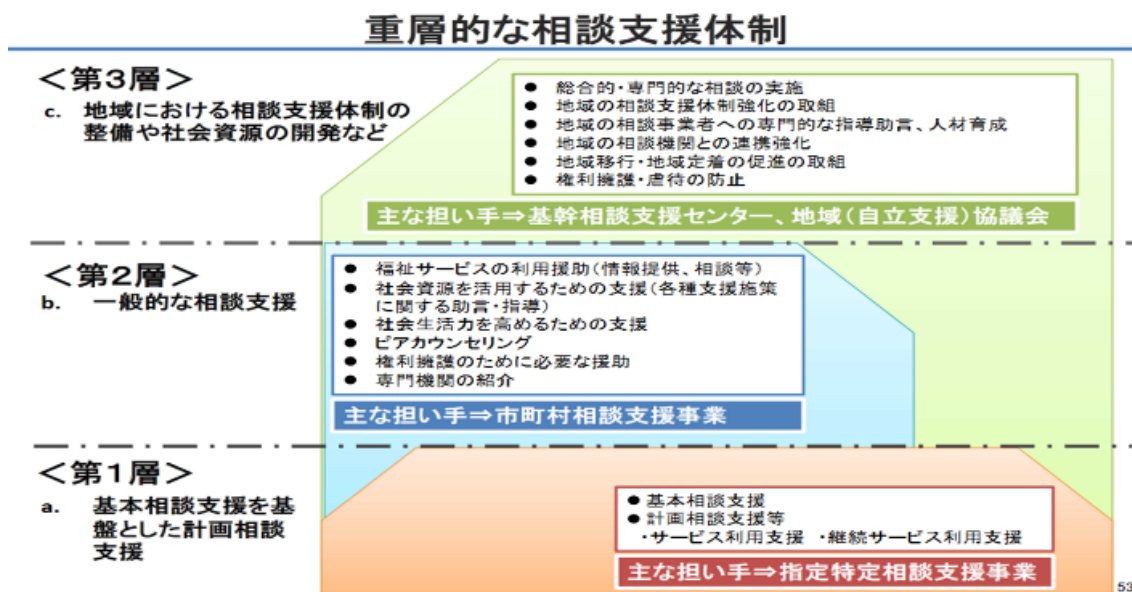 重層的な相談支援体制
＜第３層＞
c. 地域における相談支援体制の
整備や社会資源の開発など
● 総合的・専門的な相談の実施
● 地域の相談支援体制強化の取組
● 地域の相談事業者への専門的な指導助言、人材育成
● 地域の相談機関との連携強化
● 地域移行・地域定着の促進の取組
● 権利擁護・虐待の防止
主な担い手⇒基幹相談支援センター、地域（自立支援）協議会
＜第２層＞
b. 一般的な相談支援
● 福祉サービスの利用援助（情報提供、相談等）
● 社会資源を活用するための支援（各種支援施策
に関する助言・指導）
● 社会生活力を高めるための支援
● ピアカウンセリング
● 権利擁護のために必要な援助
● 専門機関の紹介
主な担い手⇒市町村相談支援事業
＜第１層＞
a. 基本相談支援を基
盤とした計画相談
支援
● 基本相談支援
● 計画相談支援等
・サービス利用支援 ・継続サービス利用支援
主な担い手⇒指定特定相談支援事業
53